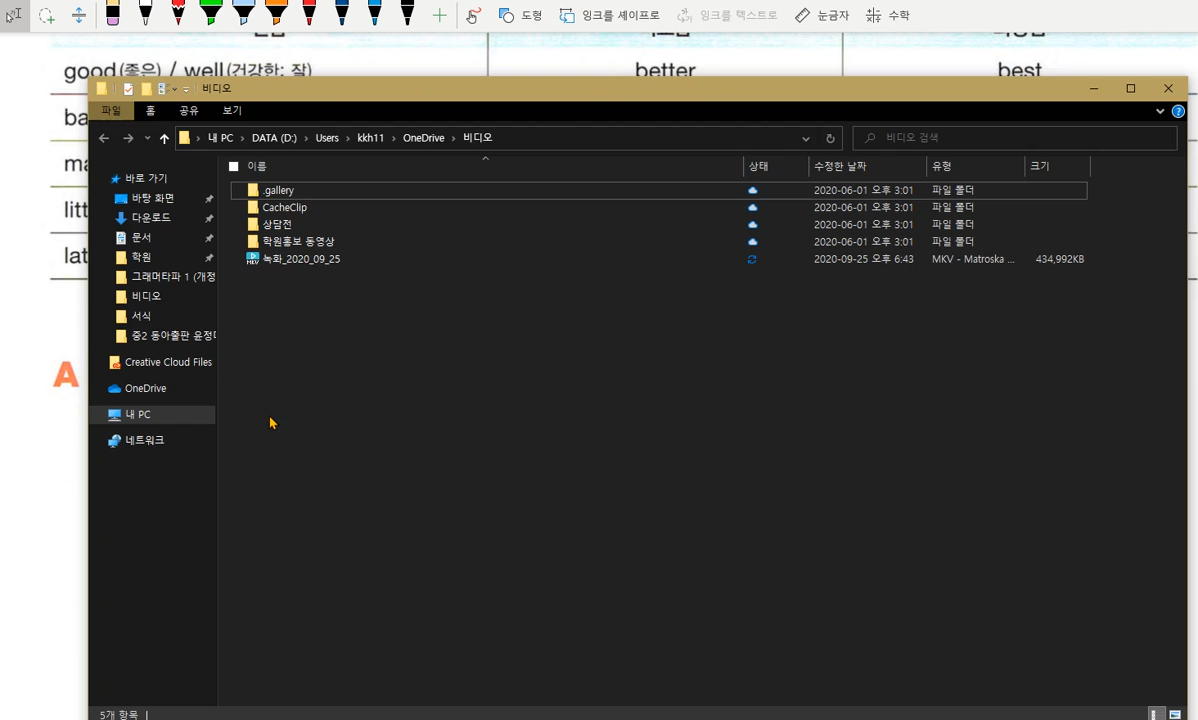 도형 잉크를 셰이프로 잉크를 텍스트로 눈금자 수학
good(좋은) / well(건강한; 잘) better best
비디오
파일 홈 공유 보기
내 PC › DATA (D:) › Users › kkh11 › OneDrive › 비디오
비디오 검색
이름 상태 수정한 날짜 유형 크기
.gallery 2020-06-01 오후 3:01 파일 폴더
CacheClip 2020-06-01 오후 3:01 파일 폴더
상담전 2020-06-01 오후 3:01 파일 폴더
학원홍보 동영상 2020-06-01 오후 3:01 파일 폴더
녹화_2020_09_25 2020-09-25 오후 6:43 MKV - Matroska ... 434,992KB
바로 가기
바탕 화면
다운로드
문서
학원
그래머타파 1 (개정
비디오
서식
중2 동아출판 윤정
Creative Cloud Files
OneDrive
내 PC
네트워크
ba
ma
litt
lat
A
5개 항목